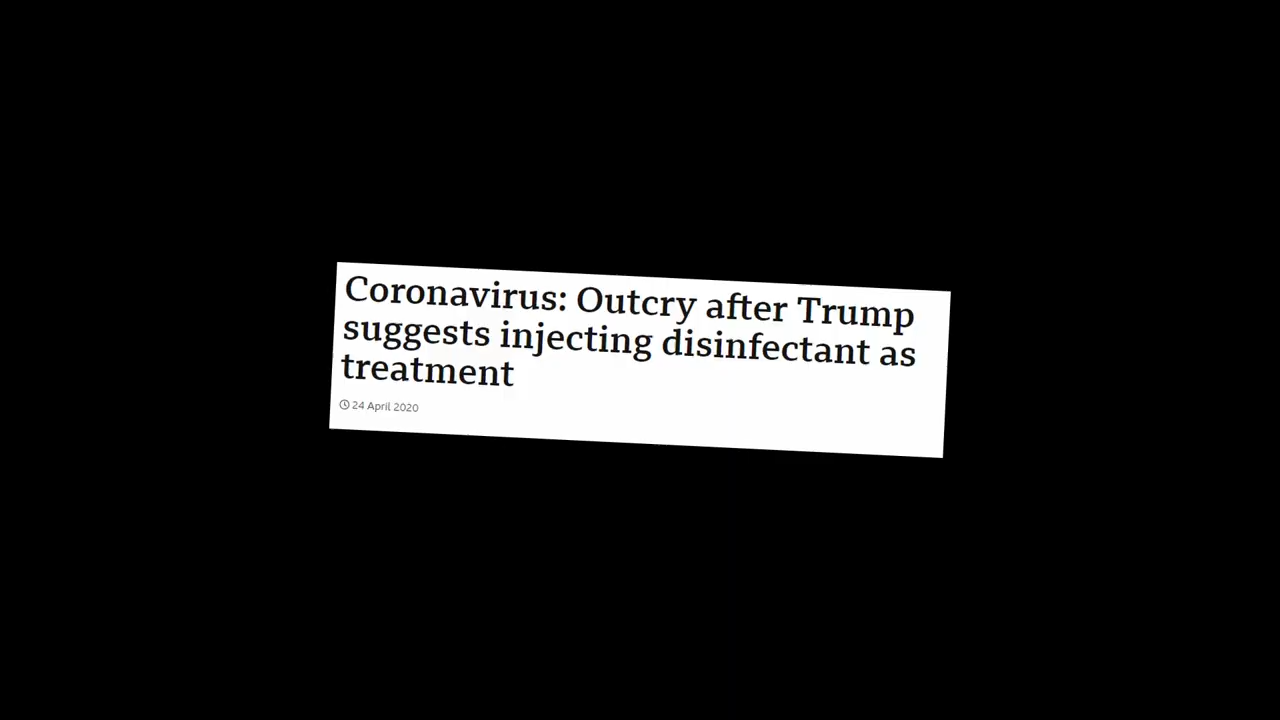 Coronavirus: Outcry after Trump
suggests injecting disinfectant as
treatment
24 April 2020